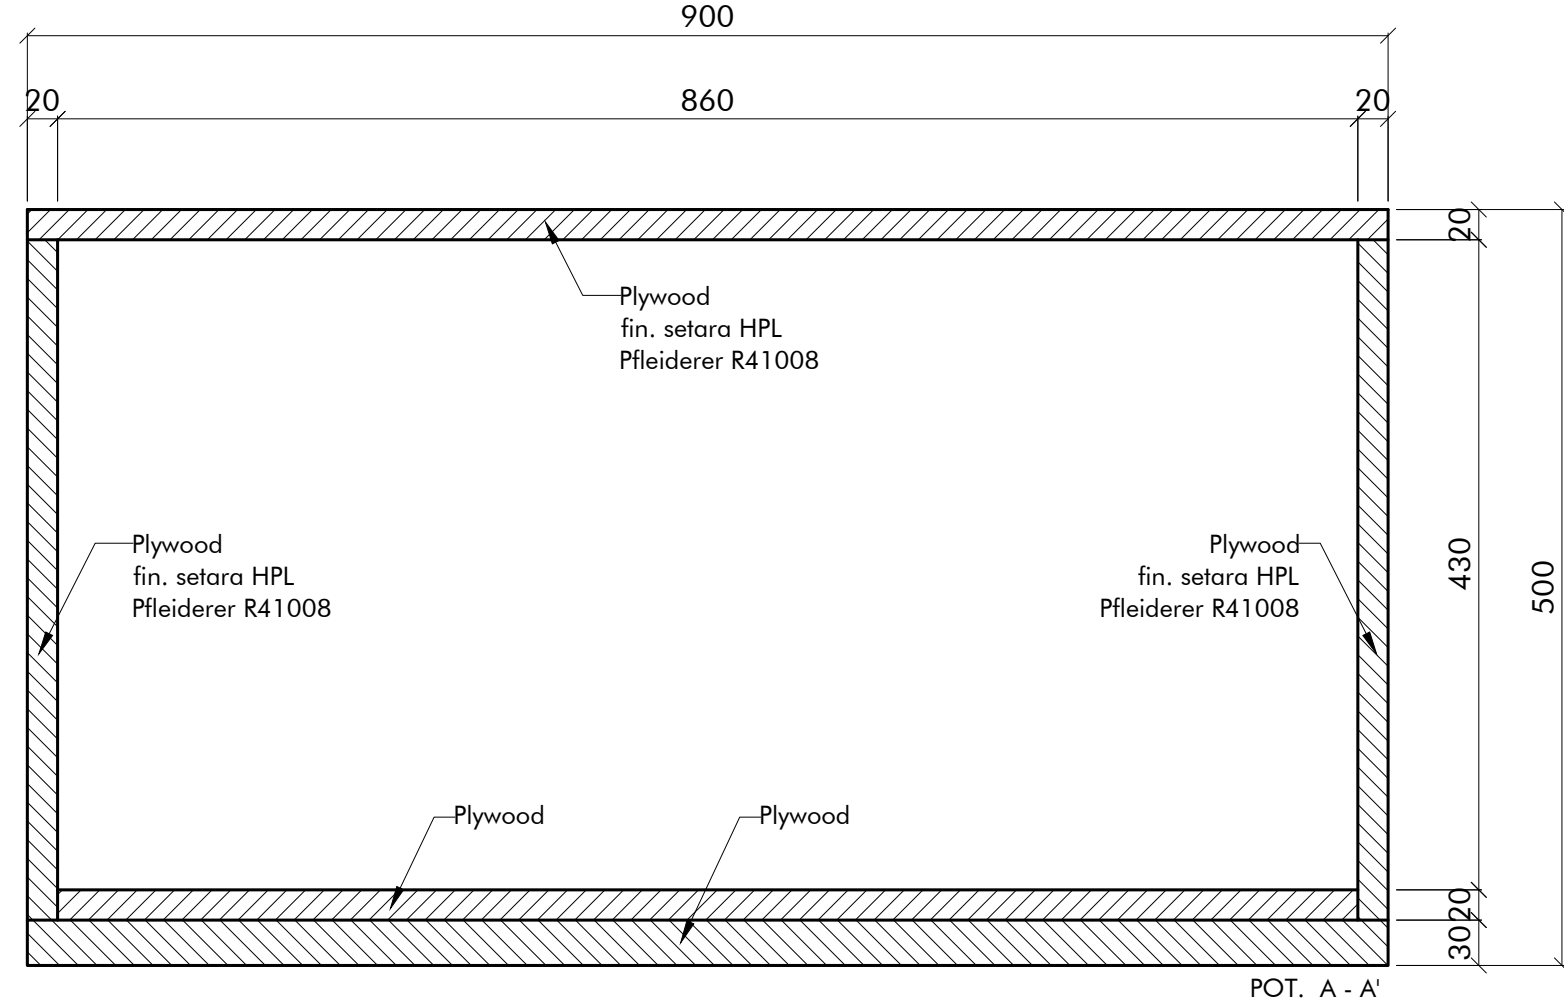 900
20
860
20
20
Plywood
fin. setara HPL
Pfleiderer R41008
Plywood
fin. setara HPL
Pfleiderer R41008
Plywood
fin. setara HPL
Pfleiderer R41008
430
500
Plywood
Plywood
20
30
POT. A - A'